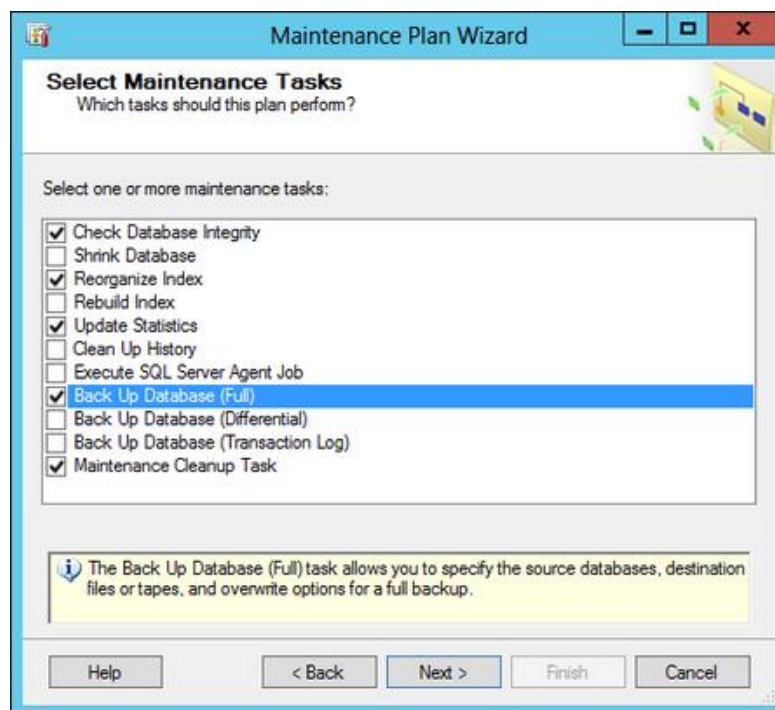 Maintenance Plan Wizard
Select Maintenance Tasks
Which tasks should this plan perform?
Select one or more maintenance tasks:
Check Database Integrity
Shrink Database
Reorganize Index
Rebuild Index
Update Statistics
Clean Up History
Execute SQL Server Agent Job
Back Up Database (Full)
Back Up Database (Differential)
Back Up Database (Transaction Log)
Maintenance Cleanup Task
The Back Up Database (Full) task allows you to specify the source databases, destination
files or tapes, and overwrite options for a full backup.
Help < Back Next > Finish Cancel